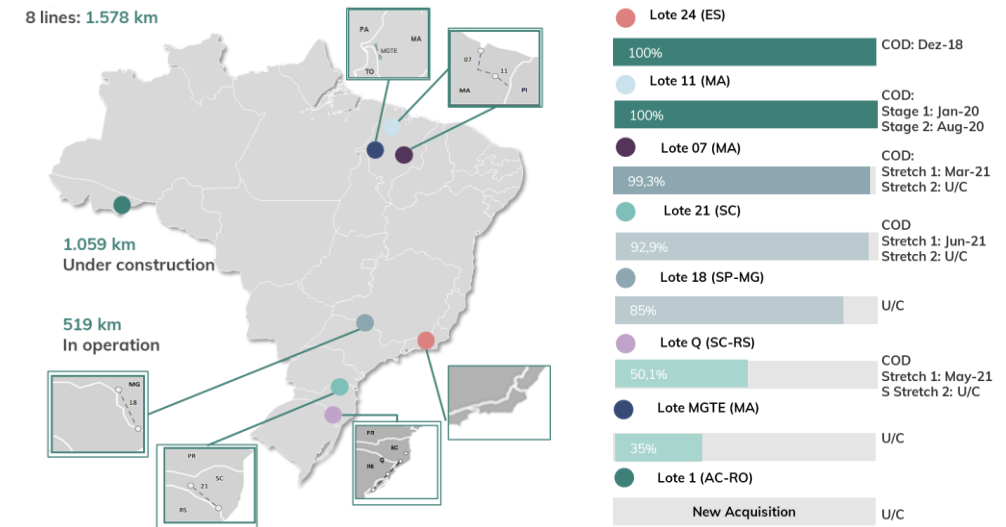 8 lines: 1.578 km
PA
MA
MGTE
TO
07
11
MA
PI
1.059 km
Under construction
519 km
In operation
MG
18
PR
SC
21
RS
PR
SC
Q
RS
Lote 24 (ES)
100%
COD: Dez-18
Lote 11 (MA)
100%
COD:
Stage 1: Jan-20
Stage 2: Aug-20
Lote 07 (MA)
99,3%
COD:
Stretch 1: Mar-21
Stretch 2: U/C
Lote 21 (SC)
92,9%
COD
Stretch 1: Jun-21
Stretch 2: U/C
Lote 18 (SP-MG)
85%
U/C
Lote Q (SC-RS)
50,1%
COD
Stretch 1: May-21
S Stretch 2: U/C
Lote MGTE (MA)
35%
U/C
Lote 1 (AC-RO)
New Acquisition
U/C